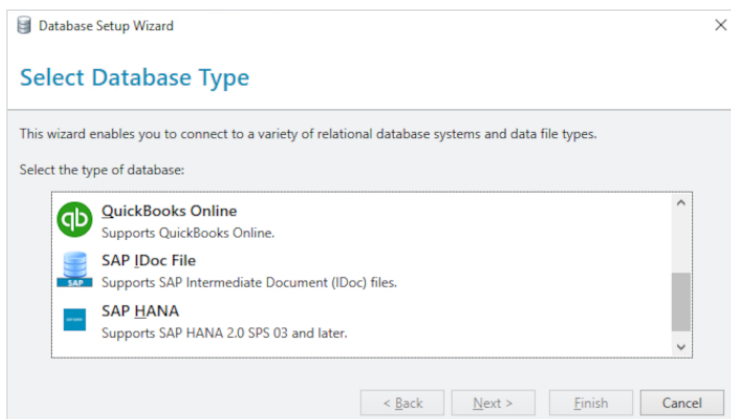 Database Setup Wizard
Select Database Type
This wizard enables you to connect to a variety of relational database systems and data file types.
Select the type of database:
qb
QuickBooks Online
Supports QuickBooks Online.
SAP IDoc File
SAP
Supports SAP Intermediate Document (IDoc) files.
SAP HANA
Supports SAP HANA 2.0 SPS 03 and later.
< Back Next > Finish Cancel